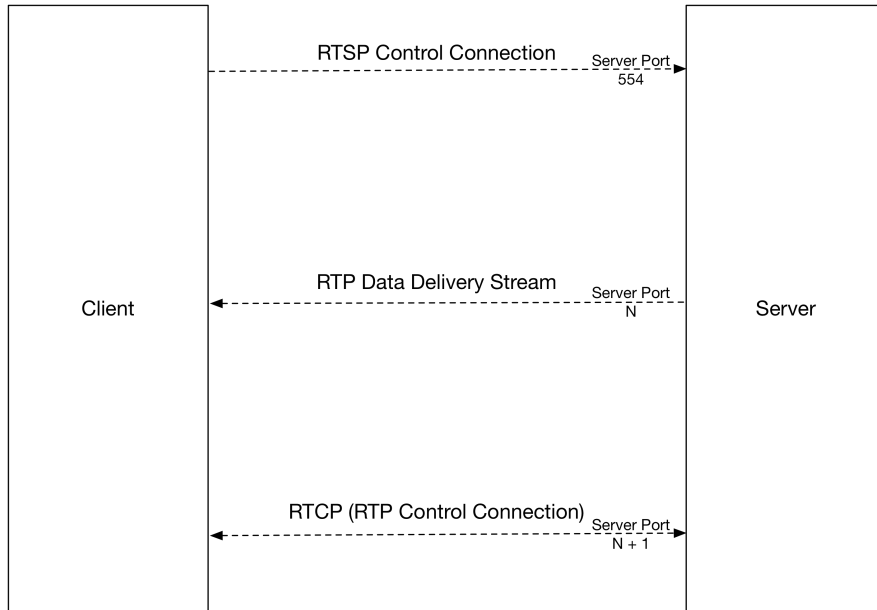 RTSP Control Connection
Server Port
554
RTP Data Delivery Stream
Server Port
N
Client
Server
RTCP (RTP Control Connection)
Server Port
N + 1